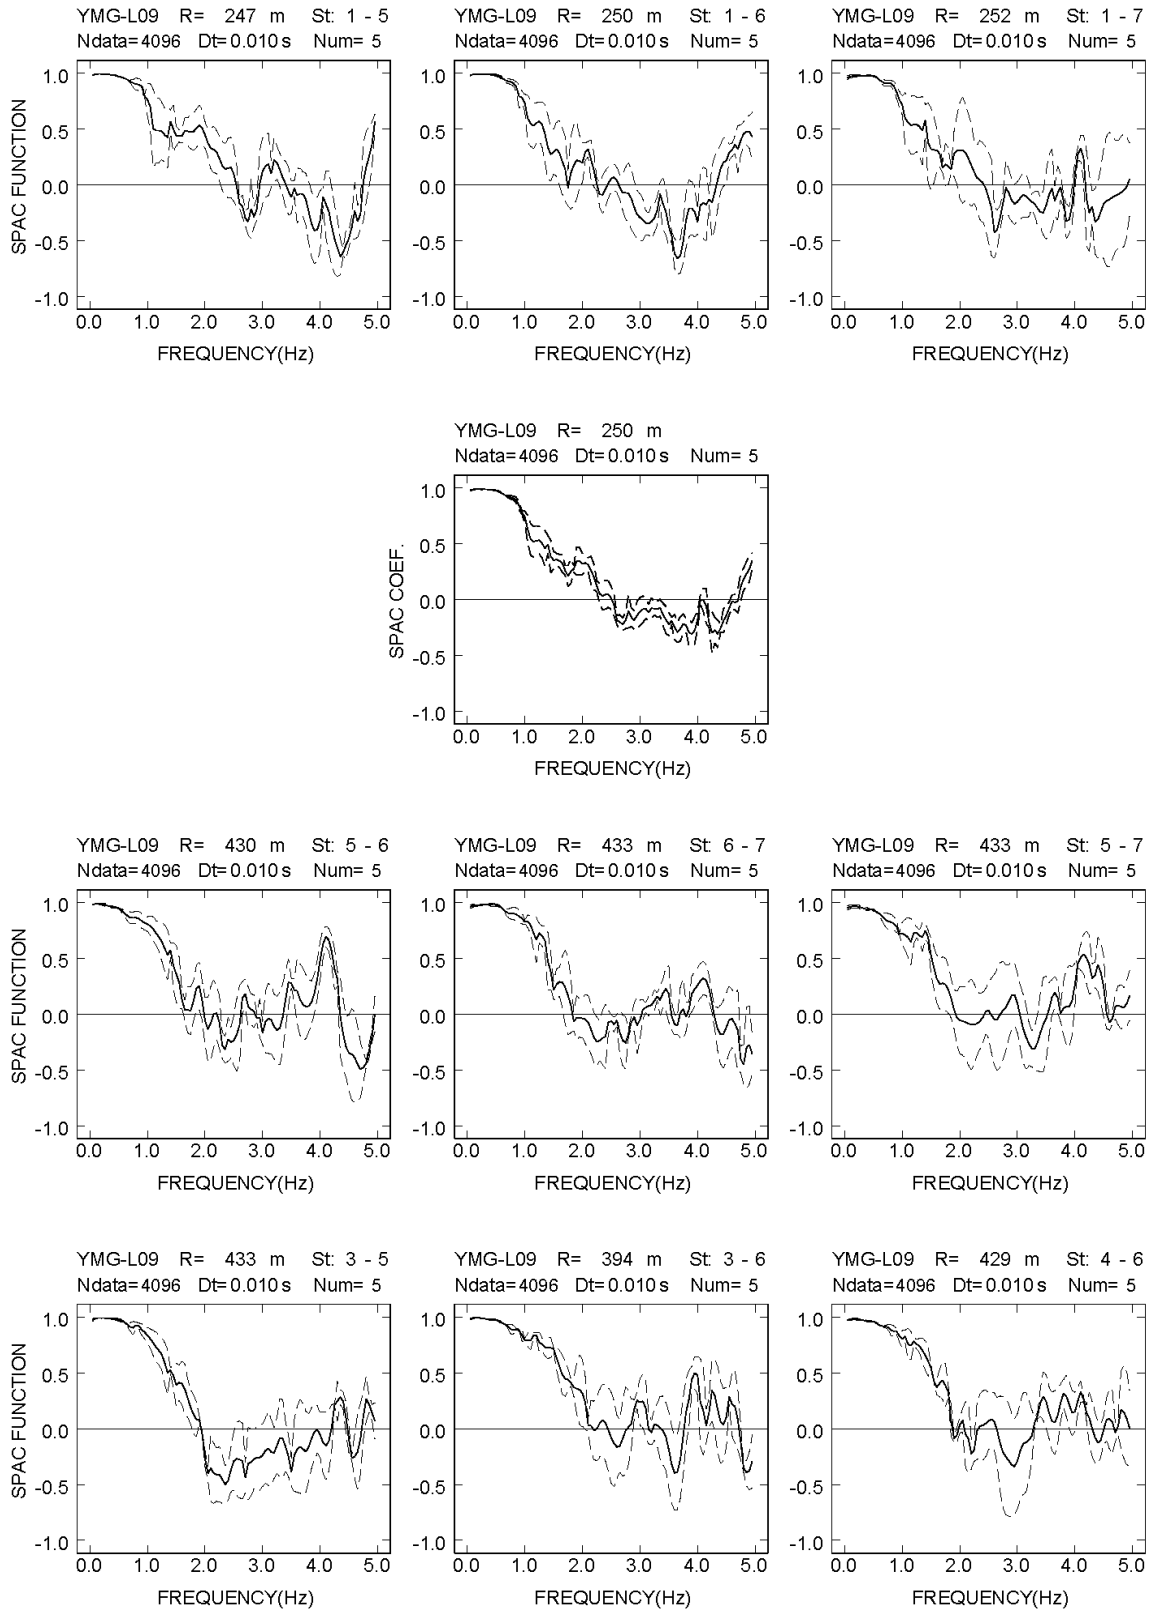 YMG-L09 R= 247 m St: 1 - 5
Ndata=4096 Dt=0.010 s Num= 5
SPAC FUNCTION
1.0
0.5
0.0
-0.5
-1.0
0.0 1.0 2.0 3.0 4.0 5.0
FREQUENCY(Hz)
YMG-L09 R= 250 m St: 1 - 6
Ndata=4096 Dt=0.010 s Num= 5
1.0
0.5
0.0
-0.5
-1.0
0.0 1.0 2.0 3.0 4.0 5.0
FREQUENCY(Hz)
YMG-L09 R= 252 m St: 1 - 7
Ndata=4096 Dt=0.010 s Num= 5
1.0
0.5
0.0
-0.5
-1.0
0.0 1.0 2.0 3.0 4.0 5.0
FREQUENCY(Hz)
YMG-L09 R= 250 m
Ndata=4096 Dt=0.010 s Num= 5
SPAC COEF.
1.0
0.5
0.0
-0.5
-1.0
0.0 1.0 2.0 3.0 4.0 5.0
FREQUENCY(Hz)
YMG-L09 R= 430 m St: 5 - 6
Ndata=4096 Dt=0.010 s Num= 5
SPAC FUNCTION
1.0
0.5
0.0
-0.5
-1.0
0.0 1.0 2.0 3.0 4.0 5.0
FREQUENCY(Hz)
YMG-L09 R= 433 m St: 6 - 7
Ndata=4096 Dt=0.010 s Num= 5
1.0
0.5
0.0
-0.5
-1.0
0.0 1.0 2.0 3.0 4.0 5.0
FREQUENCY(Hz)
YMG-L09 R= 433 m St: 5 - 7
Ndata=4096 Dt=0.010 s Num= 5
1.0
0.5
0.0
-0.5
-1.0
0.0 1.0 2.0 3.0 4.0 5.0
FREQUENCY(Hz)
YMG-L09 R= 433 m St: 3 - 5
Ndata=4096 Dt=0.010 s Num= 5
SPAC FUNCTION
1.0
0.5
0.0
-0.5
-1.0
0.0 1.0 2.0 3.0 4.0 5.0
FREQUENCY(Hz)
YMG-L09 R= 394 m St: 3 - 6
Ndata=4096 Dt=0.010 s Num= 5
1.0
0.5
0.0
-0.5
-1.0
0.0 1.0 2.0 3.0 4.0 5.0
FREQUENCY(Hz)
YMG-L09 R= 429 m St: 4 - 6
Ndata=4096 Dt=0.010 s Num= 5
1.0
0.5
0.0
-0.5
-1.0
0.0 1.0 2.0 3.0 4.0 5.0
FREQUENCY(Hz)